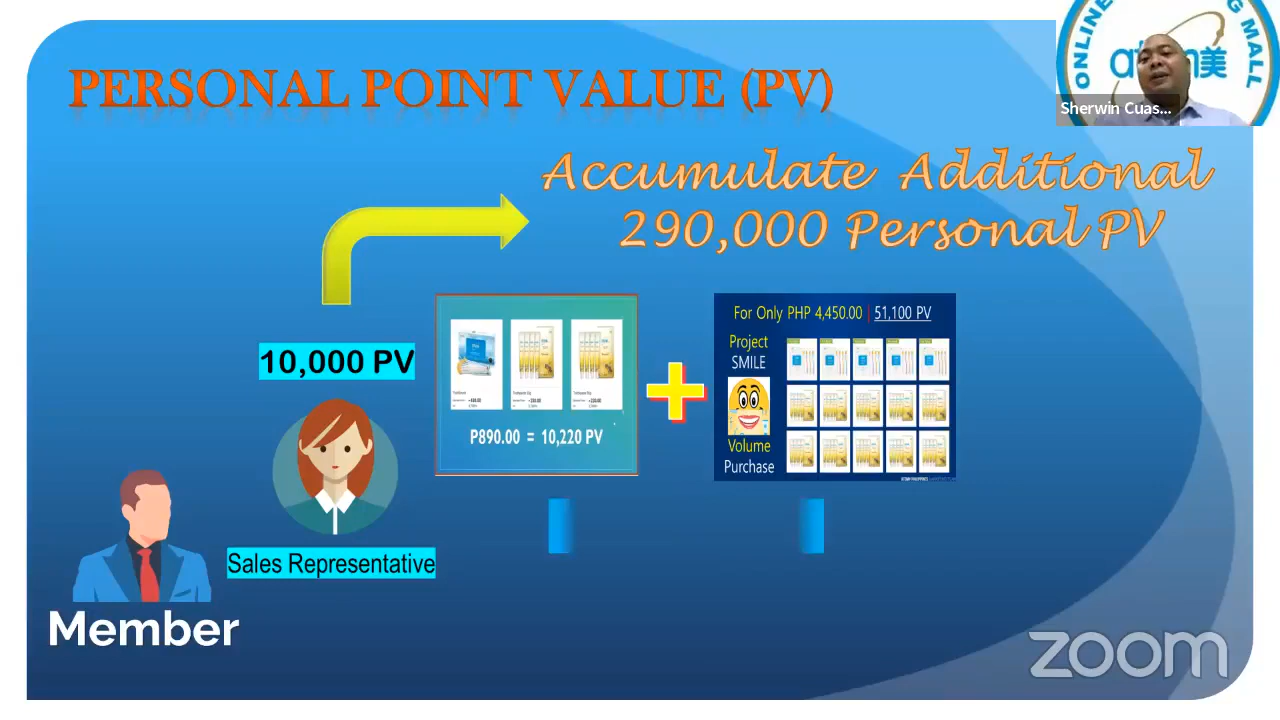 PERSONAL POINT VALUE (PV)
ONLINE
G MALL
美
Sherwin Cuas...
Accumulate Additional
290,000 Personal PV
10,000 PV
P890.00 = 10,220 PV
For Only PHP 4,450.00 | 51,100 PV
Project
SMILE
Volume
Purchase
Sales Representative
Member
zoom